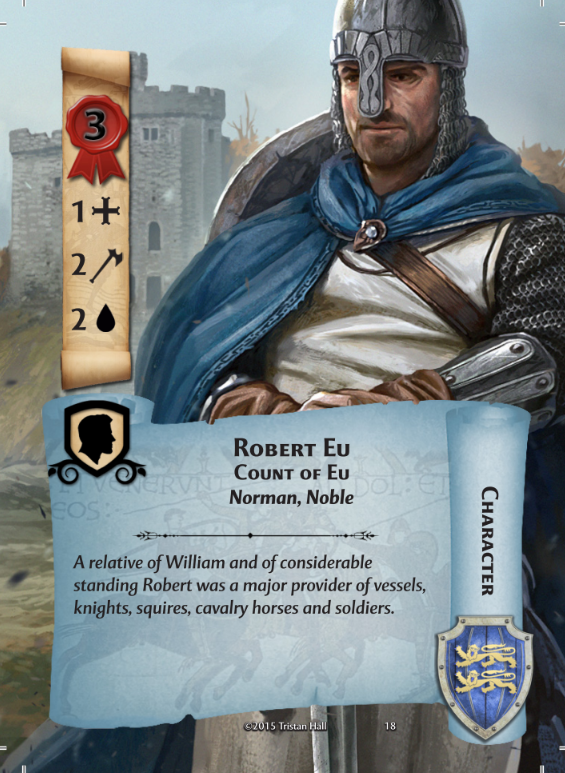 3
1
2
2
Robert Eu
Count of Eu
Norman, Noble
A relative of William and of considerable
standing Robert was a major provider of vessels,
knights, squires, cavalry horses and soldiers.
Character
©2015 Tristan Hall 18